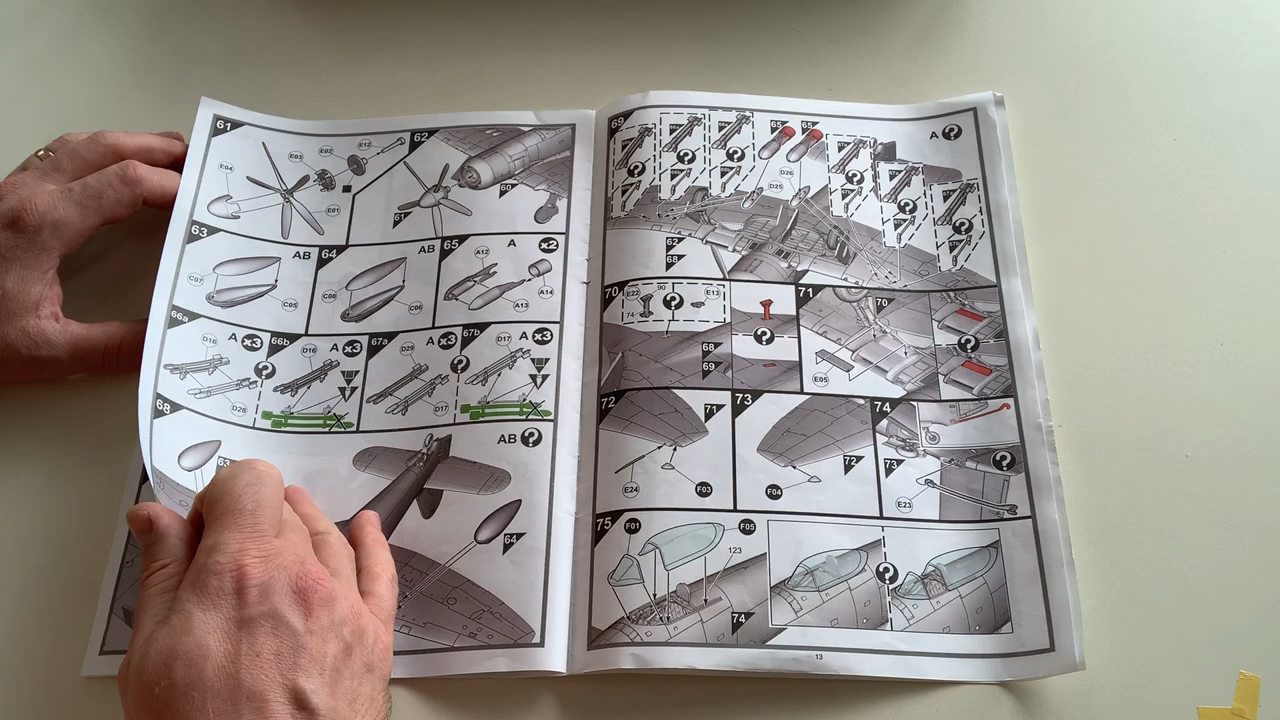 61
E04
E03
E02
E12
E01
62
61
60
63
AB
C07
C05
64
AB
C08
C06
65
A
x2
A12
A13
A14
66a
A
x3
D16
D28
?
66b
A
x3
D16
67a
A
x3
D28
D17
?
67b
A
x3
D17
68
AB
?
63
64
69
A
?
65
65
D25
D26
?
?
?
?
?
?
62
68
70
E22
90
E13
74
?
?
68
69
71
70
E05
?
72
71
E24
F03
73
72
F04
74
73
E23
?
75
F01
F05
123
74
?
13